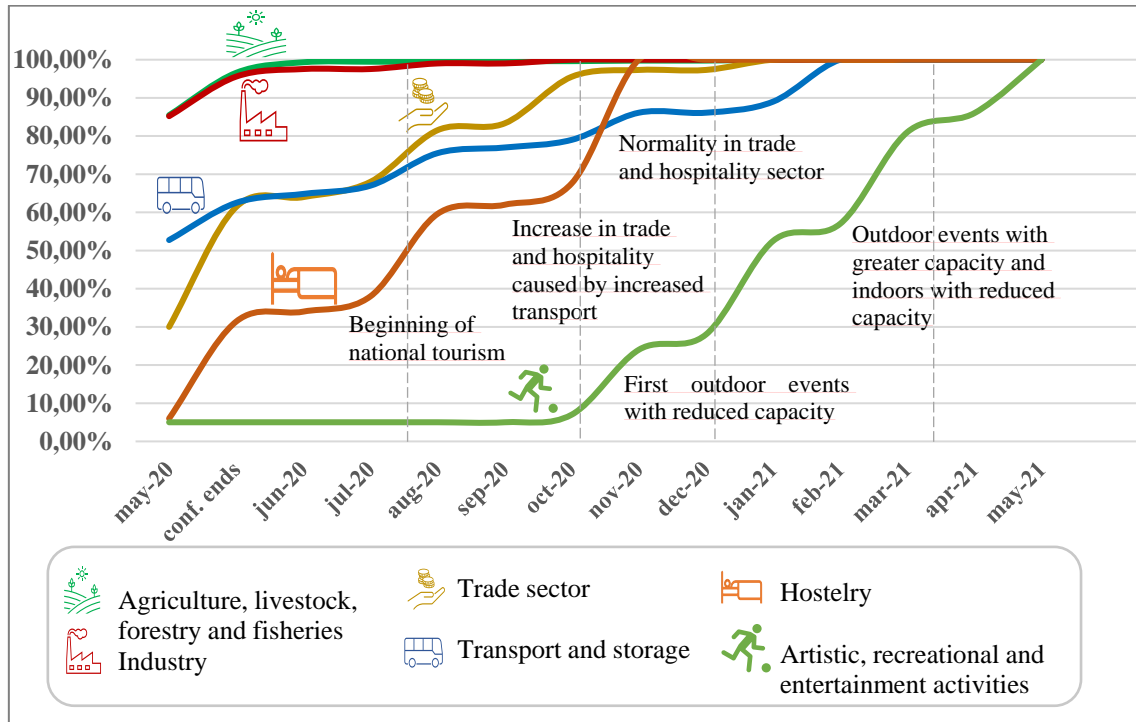 100,00%
90,00%
80,00%
70,00%
60,00%
50,00%
40,00%
30,00%
20,00%
10,00%
0,00%
Normality in trade
and hospitality sector
Increase in trade
and hospitality
caused by increased
transport
Outdoor events with
greater capacity and
indoors with reduced
capacity
Beginning of
national tourism
First outdoor events
with reduced capacity
may-20
conf. ends
jun-20
jul-20
aug-20
sep-20
oct-20
nov-20
dec-20
jan-21
feb-21
mar-21
apr-21
may-21
Agriculture, livestock,
forestry and fisheries
Industry
Trade sector
Transport and storage
Hostelry
Artistic, recreational and
entertainment activities